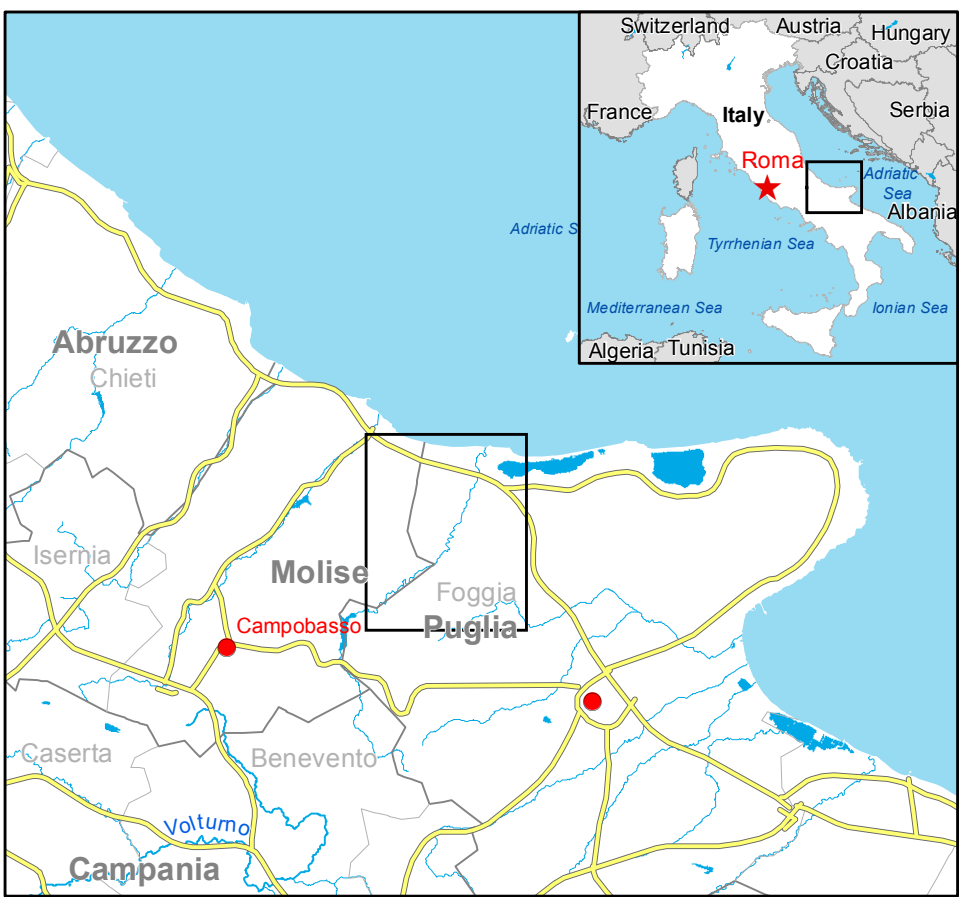 Switzerland
Austria
Hungary
Croatia
France
Italy
Serbia
Roma
Adriatic
Sea
Albania
Adriatic S
Tyrrhenian Sea
Mediterranean Sea
Ionian Sea
Algeria
Tunisia
Abruzzo
Chieti
Isernia
Molise
Foggia
Campobasso
Puglia
Caserta
Benevento
Volturno
Campania